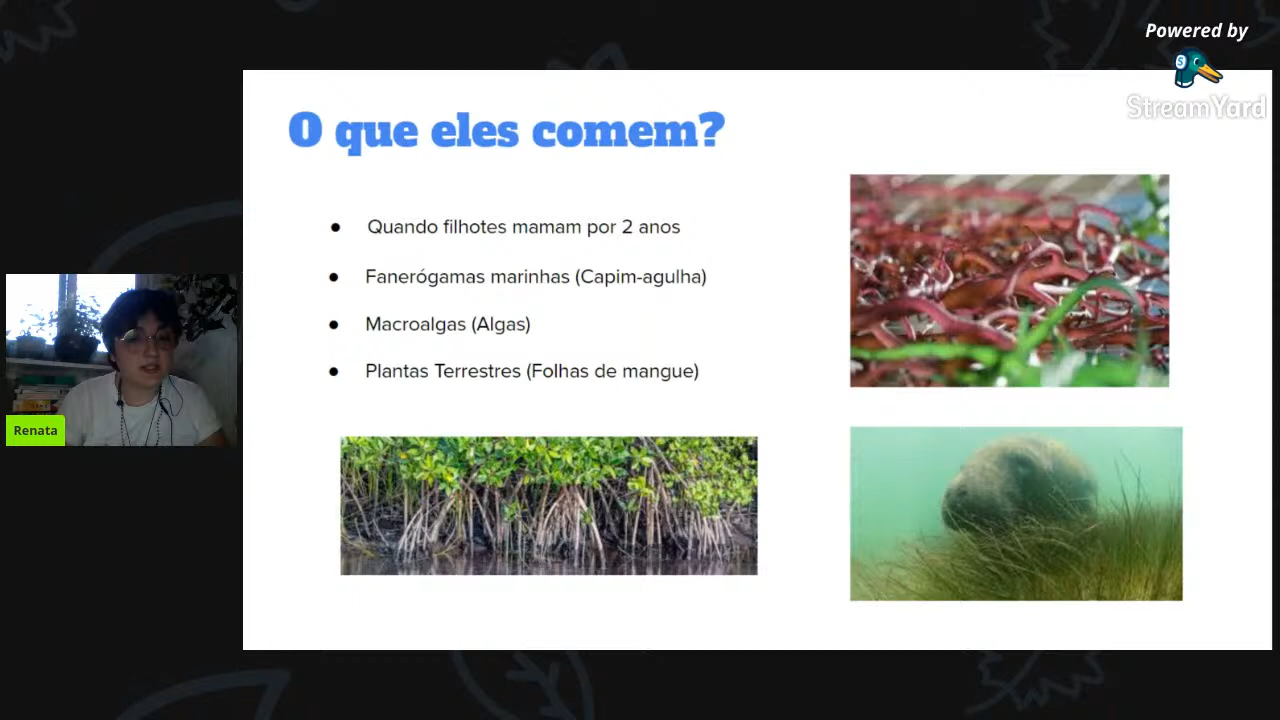 Powered by
StreamYard
O que eles comem?
● Quando filhotes mamam por 2 anos
● Fanerógamas marinhas (Capim-agulha)
● Macroalgas (Algas)
● Plantas Terrestres (Folhas de mangue)
Renata